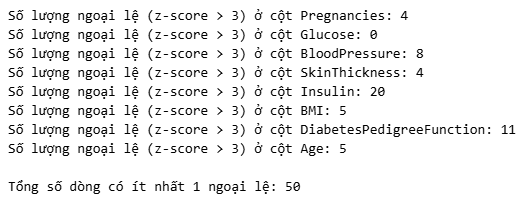 Số lượng ngoại lệ (z-score > 3) ở cột Pregnancies: 4
Số lượng ngoại lệ (z-score > 3) ở cột Glucose: 0
Số lượng ngoại lệ (z-score > 3) ở cột BloodPressure: 8
Số lượng ngoại lệ (z-score > 3) ở cột SkinThickness: 4
Số lượng ngoại lệ (z-score > 3) ở cột Insulin: 20
Số lượng ngoại lệ (z-score > 3) ở cột BMI: 5
Số lượng ngoại lệ (z-score > 3) ở cột DiabetesPedigreeFunction: 11
Số lượng ngoại lệ (z-score > 3) ở cột Age: 5
Tổng số dòng có ít nhất 1 ngoại lệ: 50